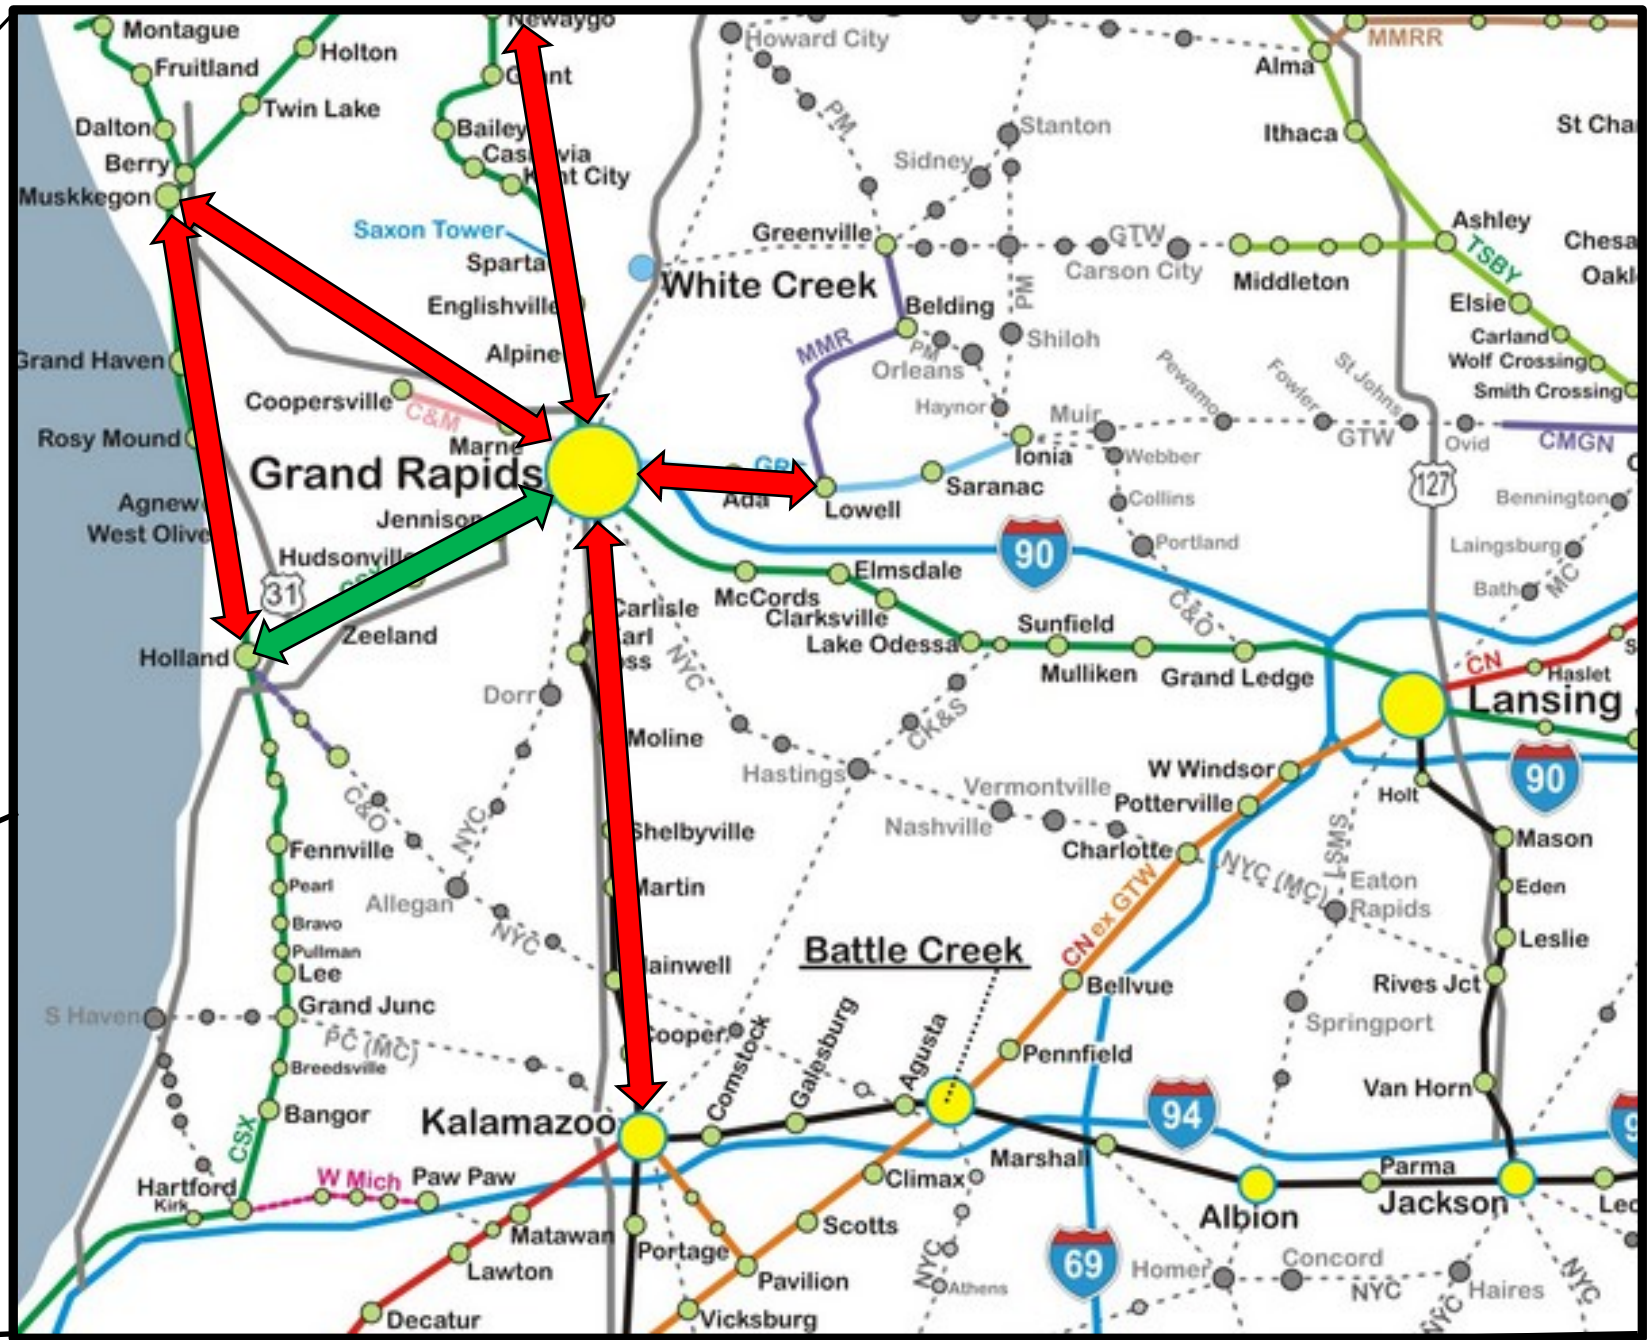 Newaygo
Montague
Howard City
MMRR
Holton
Fruitland
Alma
Grant
Twin Lake
PM
Dalton
Bailey
Stanton
Ithaca
St Cha
Berry
Casnovia
Sidney
Kent City
Muskkegon
Saxon Tower
Greenville
GTW
Ashley
Chesa
Sparta
TSBY
Carson City
Oakl
White Creek
Middleton
PM
Englishville
Belding
Elsie
MMR
PM
Shiloh
Carland
Alpine
Grand Haven
Orleans
Pewamo
Fowler
St Johns
Wolf Crossing
Coopersville
C&M
Haynor
Muir
Smith Crossing
Rosy Mound
Marne
GTW
Ovid
CMGN
Ionia
Webber
Grand Rapids
Ada
Saranac
127
Bennington
Agnew
Lowell
Collins
Jennison
West Olive
Portland
Laingsburg
90
Hudsonville
Elmsdale
MC
31
McCords
Bath
Carlisle
C&O
Clarksville
Zeeland
Sunfield
Lake Odessa
Holland
NYC
Mulliken
Grand Ledge
CN
Haslet
Dorr
Lansing
CK&S
Moline
W Windsor
Hastings
90
Vermontville
Potterville
Holt
C&O
Nashville
NYC
Shelbyville
LSMS
Mason
Fennville
Charlotte
NYC (MC)
Pearl
Martin
Eaton
Rapids
Eden
Allegan
CN ex GTW
Bravo
NYC
Battle Creek
Leslie
Pullman
Plainwell
Lee
Bellvue
Rives Jct
S Haven
Grand Junc
Springport
PC (MC)
Cooper
Comstock
Galesburg
Agusta
Pennfield
Breedsville
Van Horn
94
Bangor
Kalamazoo
CSX
Marshall
W Mich
Paw Paw
Climax
Parma
Hartford
Kirk
Jackson
Albion
Matawan
Scotts
Portage
69
Lawton
NYC
Homer
Concord
Pavilion
Athens
NYC
Haires
NYC
NYC
Decatur
Vicksburg